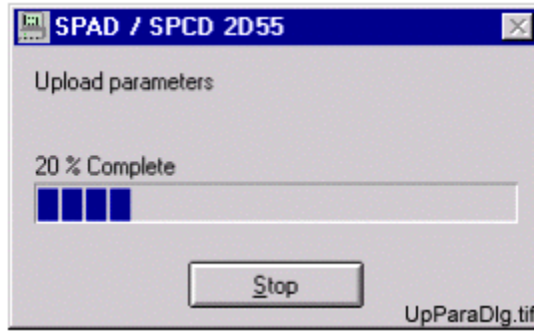 SPAD / SPCD 2D55
Upload parameters
20 % Complete
Stop
UpParaDlg.tif